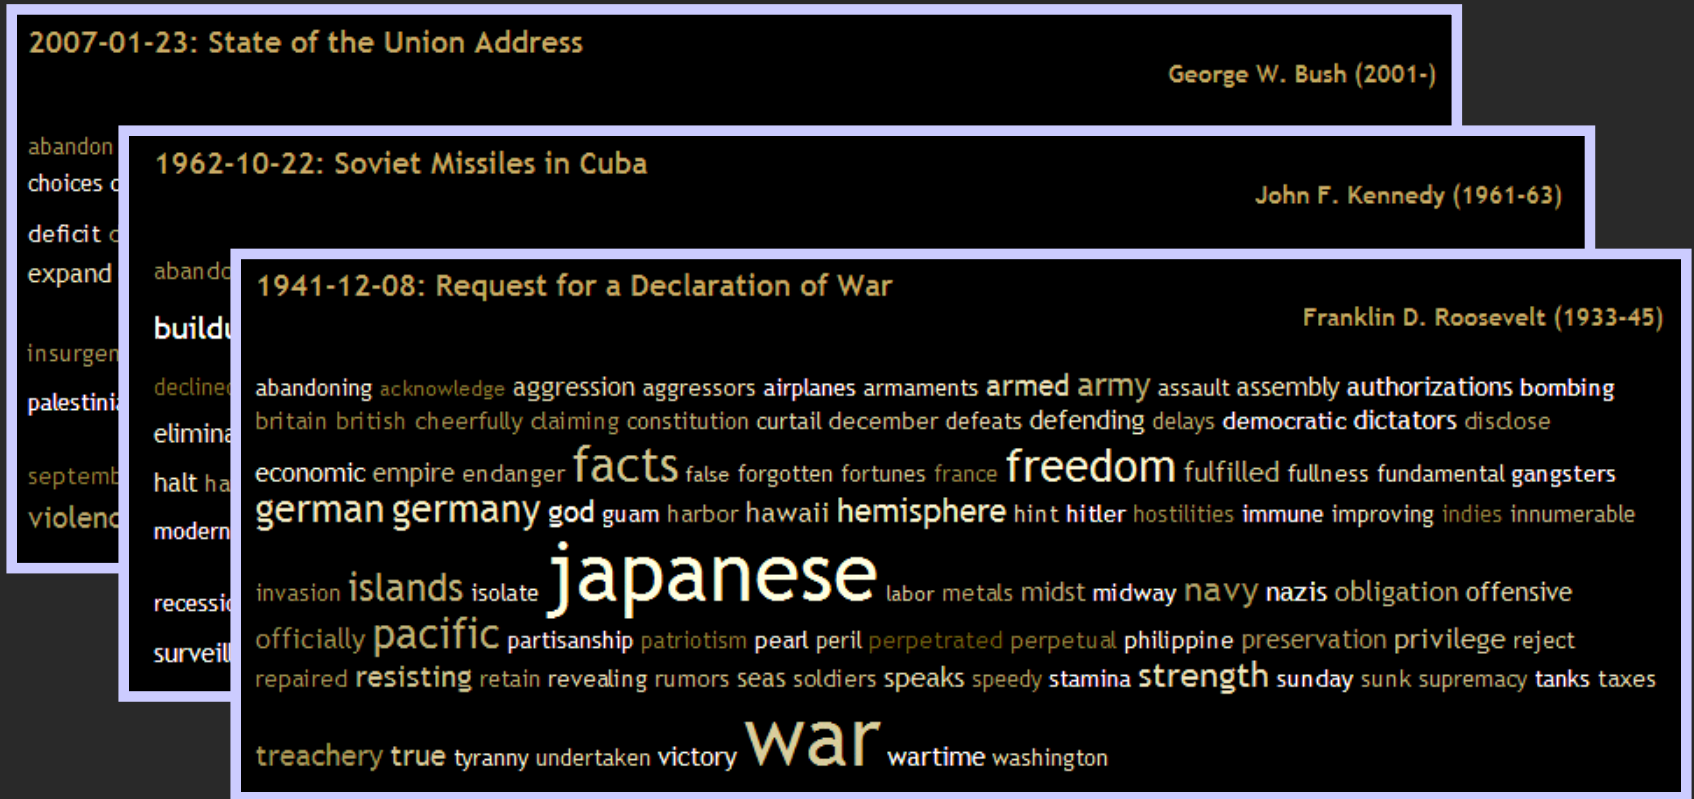 2007-01-23: State of the Union Address
George W. Bush (2001-)
abandon
choices
deficit
expand
palestini
septemb
1962-10-22: Soviet Missiles in Cuba
John F. Kennedy (1961-63)
abando
build
declined
elimina
halt ha
modern
recessi
surveill
1941-12-08: Request for a Declaration of War
Franklin D. Roosevelt (1933-45)
abandoning acknowledge aggression aggressors airplanes armaments armed army assault assembly authorizations bombing
britain british cheerfully claiming constitution curtail december defeats defending delays democratic dictators disclose
economic empire endanger facts false forgotten fortunes france freedom fulfilled fullness fundamental gangsters
german germany god guam harbor hawaii hemisphere hint hitler hostilities immune improving indies innumerable
invasion islands isolate japanese labor metals midst midway navy nazis obligation offensive
officially pacific partisanship patriotism pearl peril perpetrated perpetual philippine preservation privilege reject
repaired resisting retain revealing rumors seas soldiers speaks speedy stamina strength sunday sunk supremacy tanks taxes
treachery true tyranny undertaken victory war wartime washington